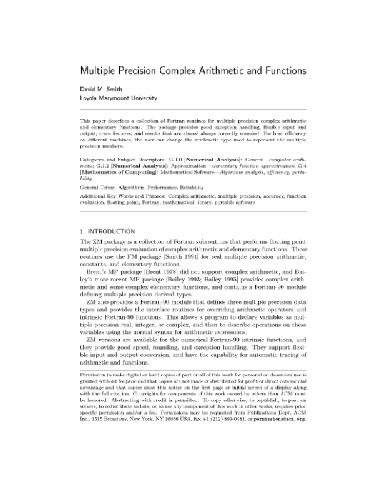 Multiple Precision Complex Arithmetic and Functions
David M. Smith
Loyola Marymount University
This paper describes a collection of Fortran routines for multiple precision complex arithmetic
and elementary functions. The package provides good exception handling, flexible input and
output, trace features, and results that are almost always correctly rounded. For best efficiency
on different machines, the user can change the arithmetic type used to represent the multiple
precision numbers.
Categories and Subject Descriptors: G.1.0 [Numerical Analysis]: General—computer arith-
metic; G.1.2 [Numerical Analysis]: Approximation—elementary function approximation; G.4
[Mathematics of Computing]: Mathematical Software—Algorithm analysis, efficiency, porta-
bility
General Terms: Algorithms, Performance, Reliability
Additional Key Words and Phrases: Complex arithmetic, multiple precision, accuracy, function
evaluation, floating point, Fortran, mathematical library, portable software
1. INTRODUCTION
The ZM package is a collection of Fortran subroutines that performs floating point
multiple precision evaluation of complex arithmetic and elementary functions. These
routines use the FM package [Smith 1991] for real multiple precision arithmetic,
constants, and elementary functions.
Brent's MP package [Brent 1978] did not support complex arithmetic, and Bai-
ley's more recent MP package [Bailey 1993; Bailey 1995] provides complex arith-
metic and some complex elementary functions, and contains a Fortran-90 module
defining multiple precision derived types.
ZM also provides a Fortran-90 module that defines three multiple precision data
types and provides the interface routines for overriding arithmetic operators and
intrinsic Fortran-90 functions. This allows a program to declare variables as mul-
tiple precision real, integer, or complex, and then to describe operations on these
variables using the normal syntax for arithmetic expressions.
ZM versions are available for the numerical Fortran-90 intrinsic functions, and
they provide good speed, rounding, and exception handling. They support flexi-
ble input and output conversion, and have the capability for automatic tracing of
arithmetic and functions.
Permission to make digital or hard copies of part or all of this work for personal or classroom use is
granted without fee provided that copies are not made or distributed for profit or direct commercial
advantage and that copies show this notice on the first page or initial screen of a display along
with the full citation. Copyrights for components of this work owned by others than ACM must
be honored. Abstracting with credit is permitted. To copy otherwise, to republish, to post on
servers, to redistribute to lists, or to use any component of this work in other works, requires prior
specific permission and/or a fee. Permissions may be requested from Publications Dept, ACM
Inc., 1515 Broadway, New York, NY 10036 USA, fax +1 (212) 869-0481, or permissions@acm.org.